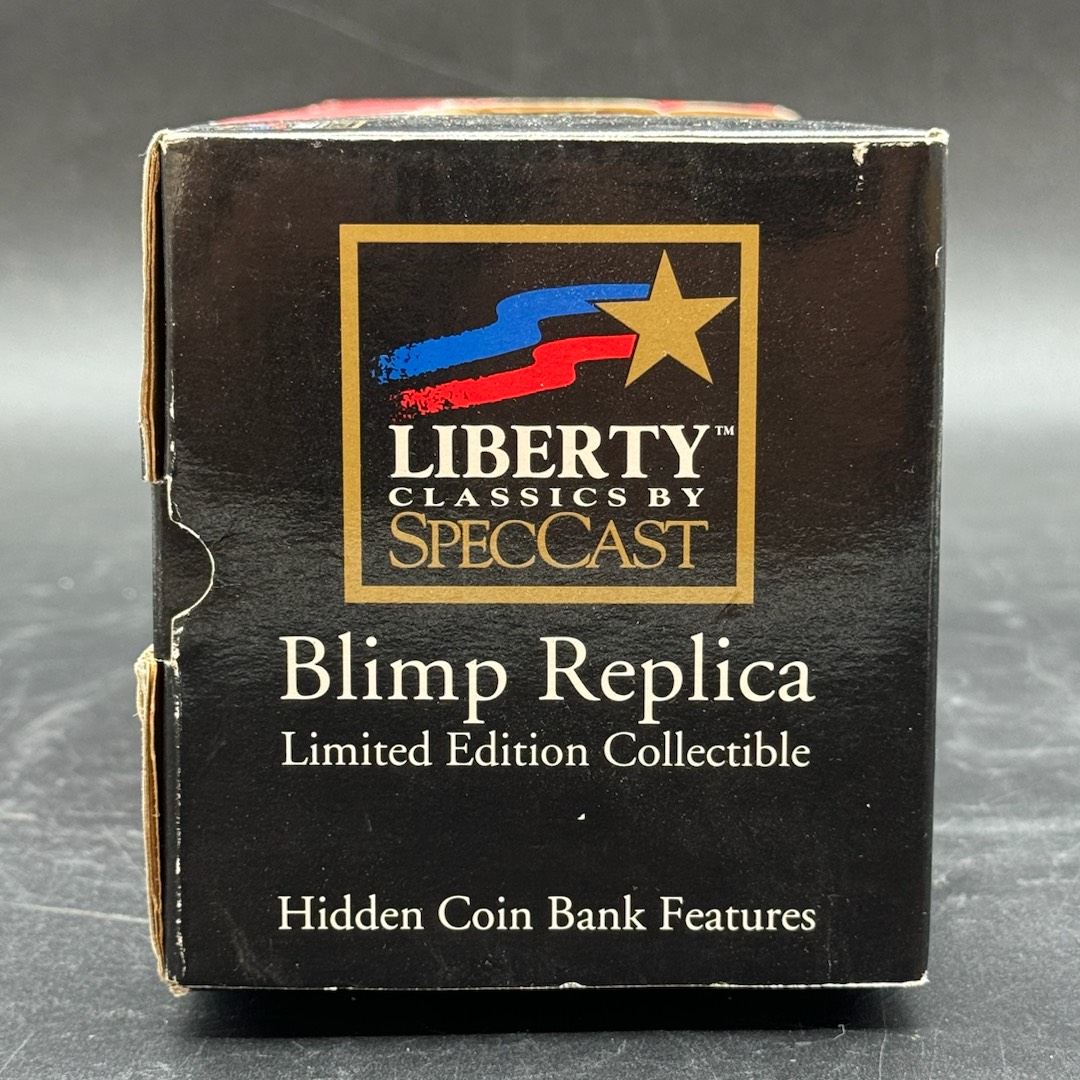 LIBERTY™
CLASSICS BY
SPECCAST
Blimp Replica
Limited Edition Collectible
Hidden Coin Bank Features